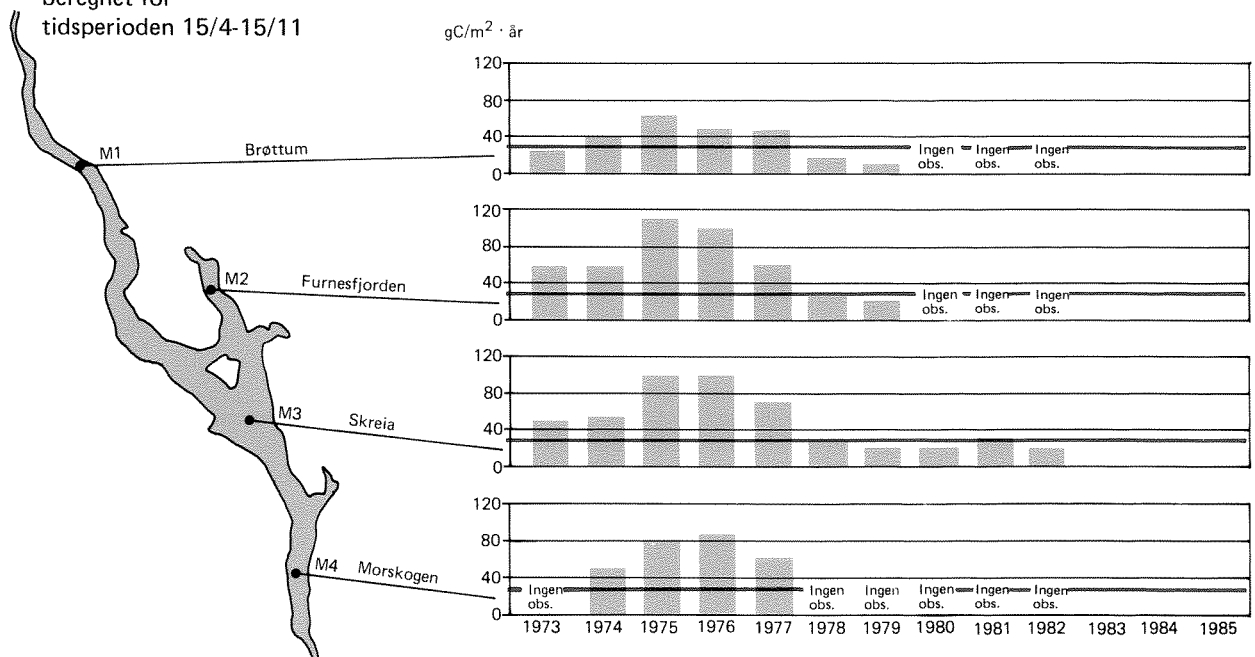 beregnet for
tidsperioden 15/4-15/11
gC/m² · år
120
80
40
0
M1 Brøttum
Ingen obs.
Ingen obs.
Ingen obs.
120
80
40
0
M2 Furnesfjorden
Ingen obs.
Ingen obs.
Ingen obs.
120
80
40
0
M3 Skreia
120
80
40
0
M4 Morskogen
Ingen obs.
Ingen obs.
Ingen obs.
Ingen obs.
Ingen obs.
Ingen obs.
1973 1974 1975 1976 1977 1978 1979 1980 1981 1982 1983 1984 1985